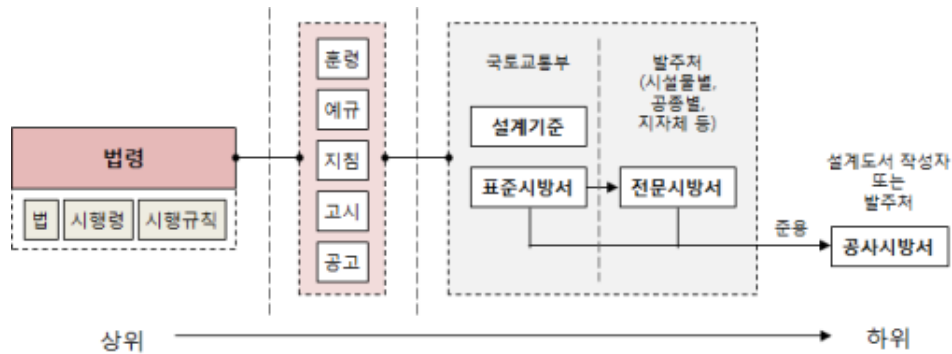 법령
법
시행령
시행규칙
훈령
예규
지침
고시
공고
국토교통부
설계기준
표준시방서
발주처
(시설물별,
공종별,
지자체 등)
전문시방서
준용
설계도서 작성자
또는
발주처
공사시방서
상위
하위